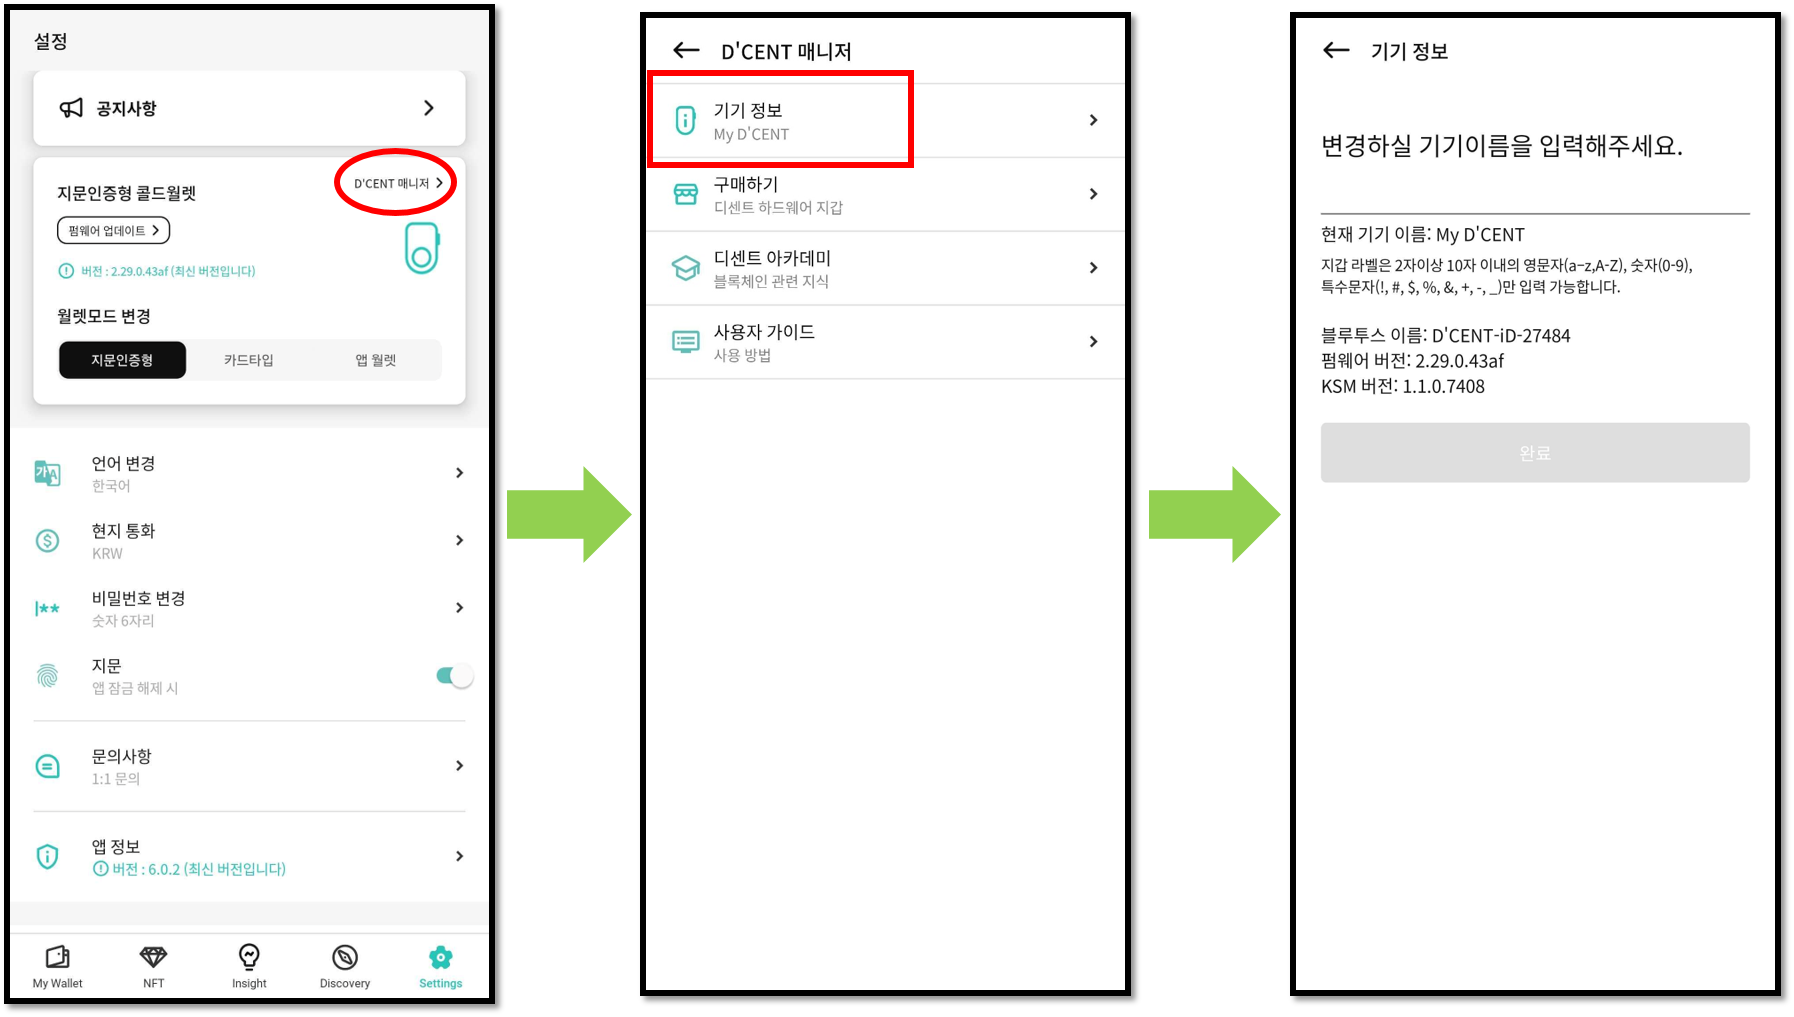 설정
공지사항
D'CENT 매니저
지문인증형 콜드월렛
펌웨어 업데이트
버전 : 2.29.0.43af (최신 버전입니다)
월렛모드 변경
지문인증형
카드타입
앱 월렛
가A
언어 변경
한국어
$
현지 통화
KRW
|**
비밀번호 변경
숫자 6자리
지문
앱 잠금 해제 시
문의사항
1:1 문의
앱 정보
버전 : 6.0.2 (최신 버전입니다)
My Wallet
NFT
Insight
Discovery
Settings
D'CENT 매니저
기기 정보
My D'CENT
구매하기
디센트 하드웨어 지갑
디센트 아카데미
블록체인 관련 지식
사용자 가이드
사용 방법
기기 정보
변경하실 기기이름을 입력해주세요.
현재 기기 이름: My D'CENT
지갑 라벨은 2자이상 10자 이내의 영문자(a–z,A-Z), 숫자(0-9),
특수문자(!, #, $, %, &, +, -, _)만 입력 가능합니다.
블루투스 이름: D'CENT-iD-27484
펌웨어 버전: 2.29.0.43af
KSM 버전: 1.1.0.7408
완료